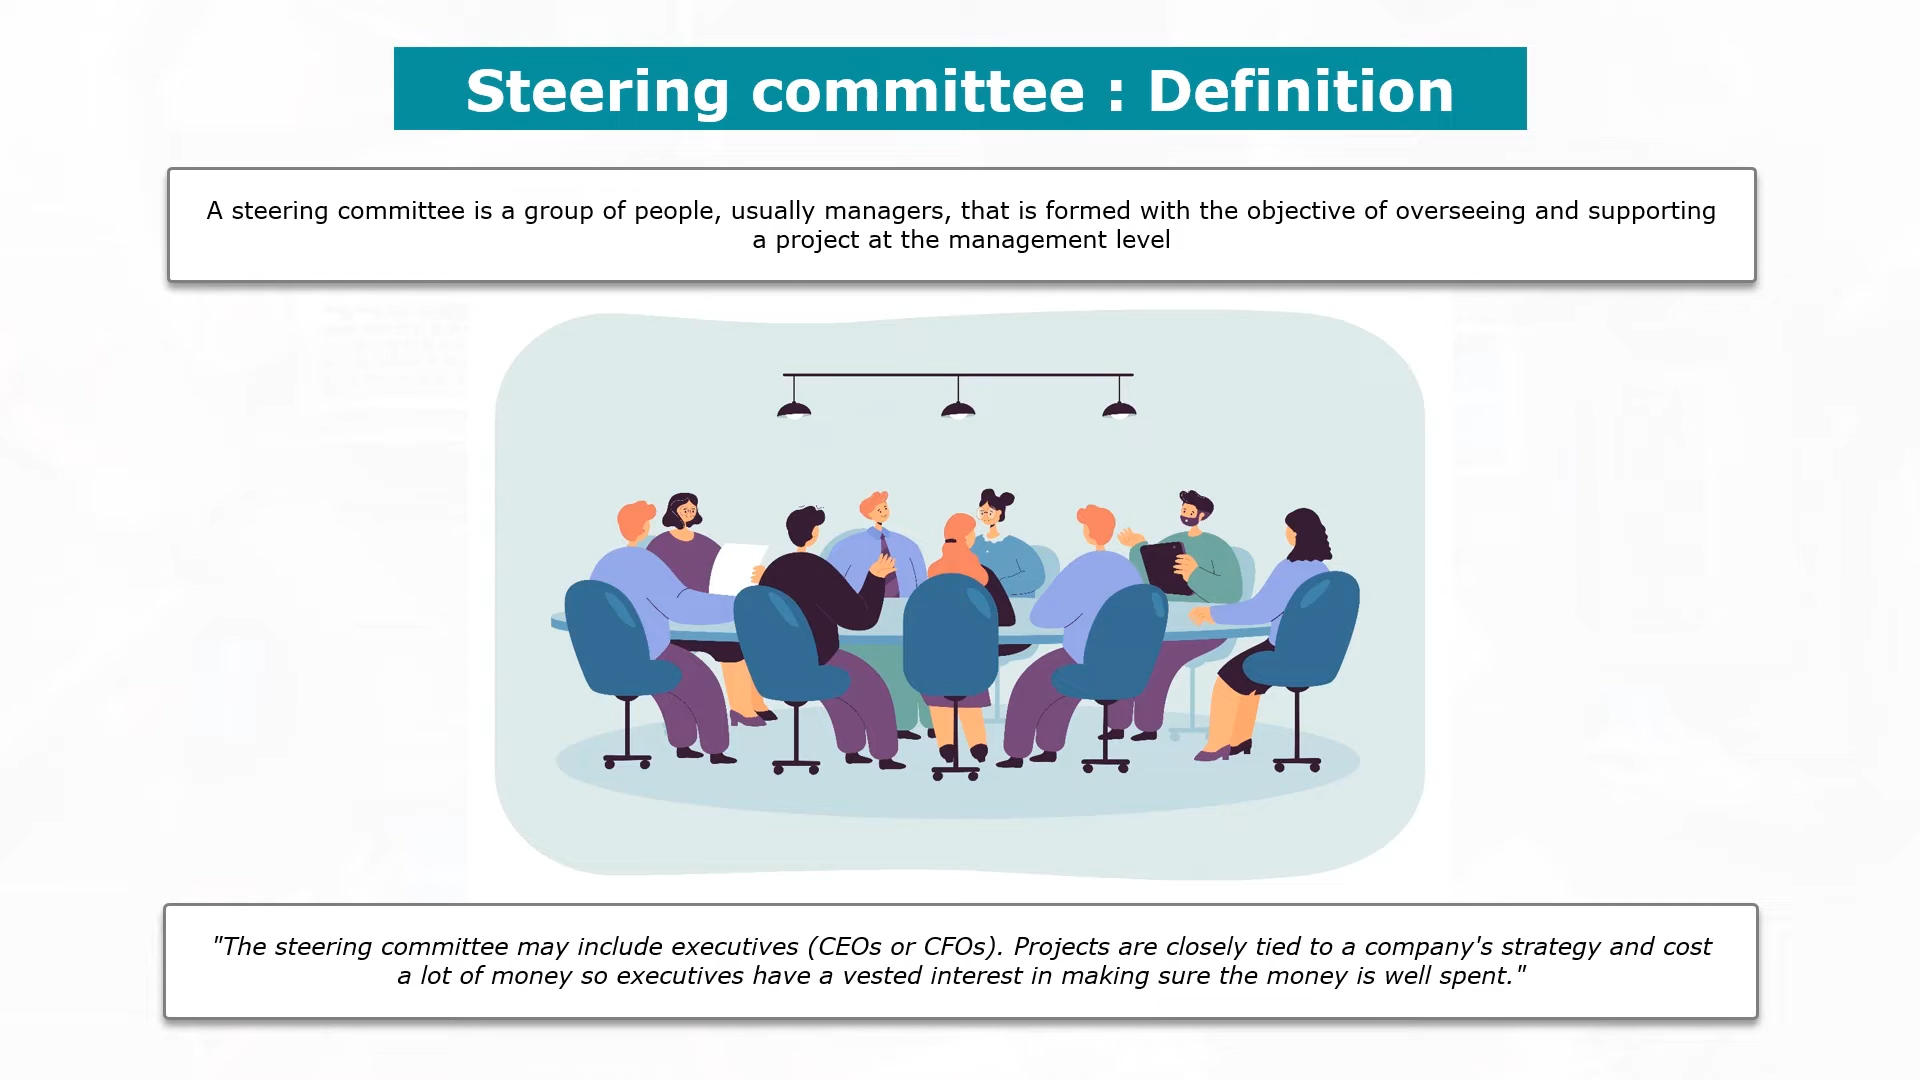 Steering committee : Definition
A steering committee is a group of people, usually managers, that is formed with the objective of overseeing and supporting
a project at the management level
"The steering committee may include executives (CEOs or CFOs). Projects are closely tied to a company's strategy and cost
a lot of money so executives have a vested interest in making sure the money is well spent."